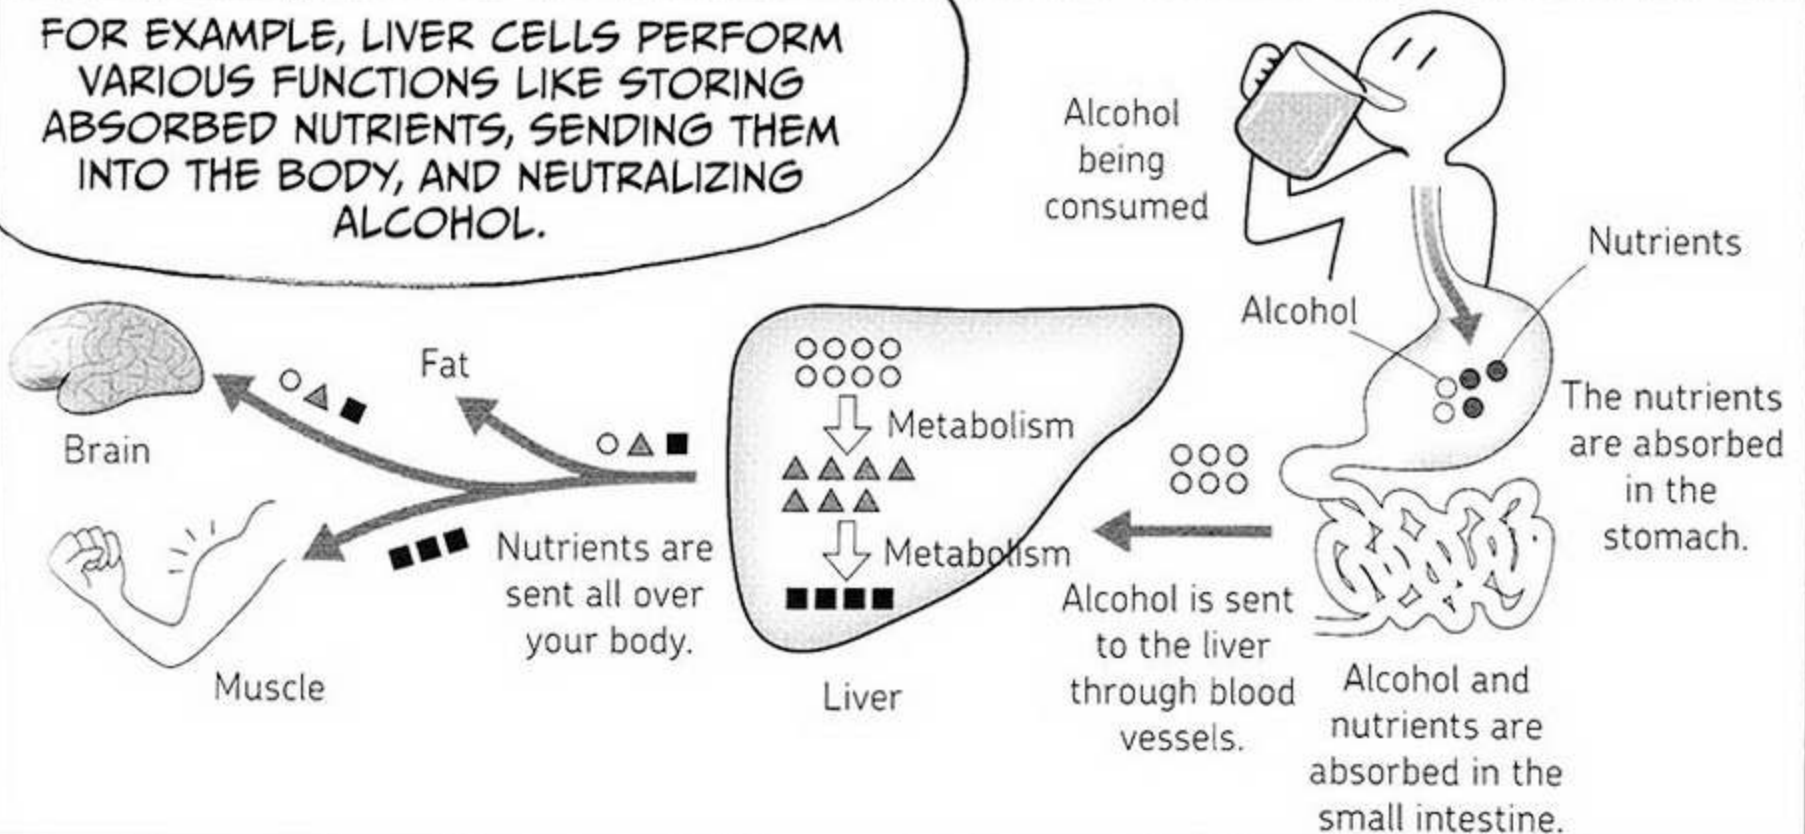 FOR EXAMPLE, LIVER CELLS PERFORM
VARIOUS FUNCTIONS LIKE STORING
ABSORBED NUTRIENTS, SENDING THEM
INTO THE BODY, AND NEUTRALIZING
ALCOHOL.
Alcohol
being
consumed
Nutrients
Alcohol
The nutrients
are absorbed
in the
stomach.
Fat
Brain
Metabolism
Metabolism
Nutrients are
sent all over
your body.
Muscle
Liver
Alcohol is sent
to the liver
through blood
vessels.
Alcohol and
nutrients are
absorbed in the
small intestine.